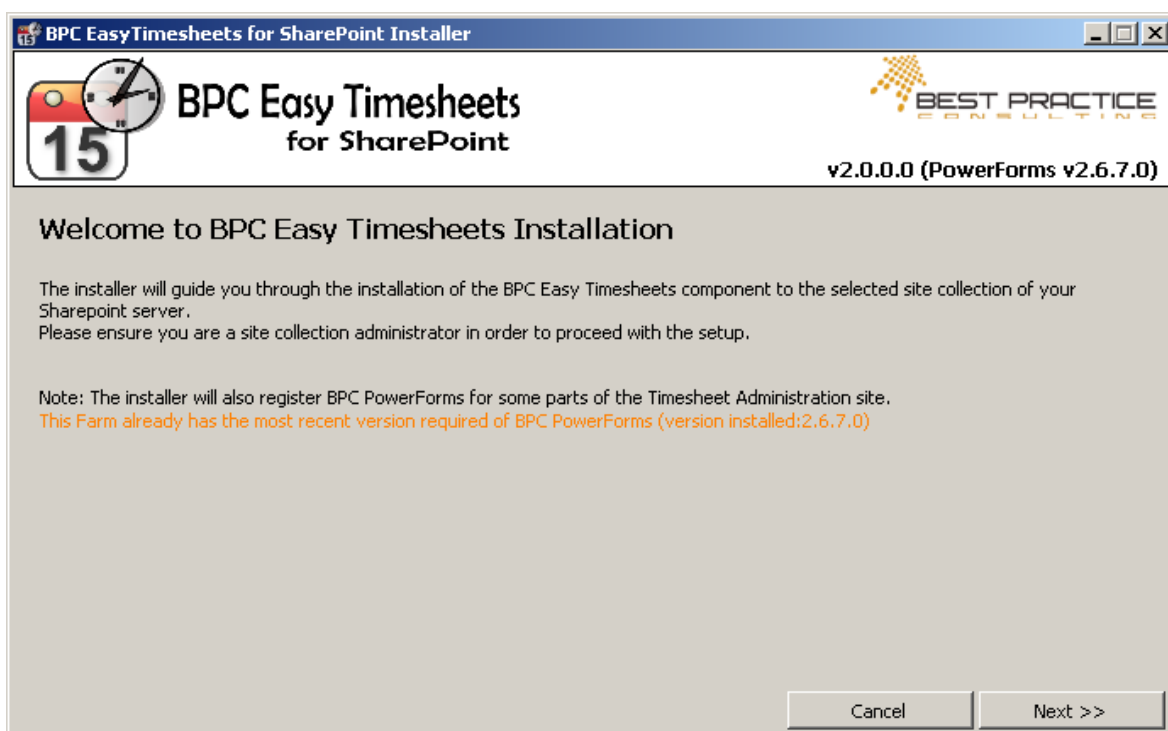 BPC EasyTimesheets for SharePoint Installer
15
BPC Easy Timesheets
for SharePoint
15
BEST PRACTICE
CONSULTING
v2.0.0.0 (PowerForms v2.6.7.0)
Welcome to BPC Easy Timesheets Installation
The installer will guide you through the installation of the BPC Easy Timesheets component to the selected site collection of your
Sharepoint server.
Please ensure you are a site collection administrator in order to proceed with the setup.
Note: The installer will also register BPC PowerForms for some parts of the Timesheet Administration site.
This Farm already has the most recent version required of BPC PowerForms (version installed:2.6.7.0)
Cancel
Next >>